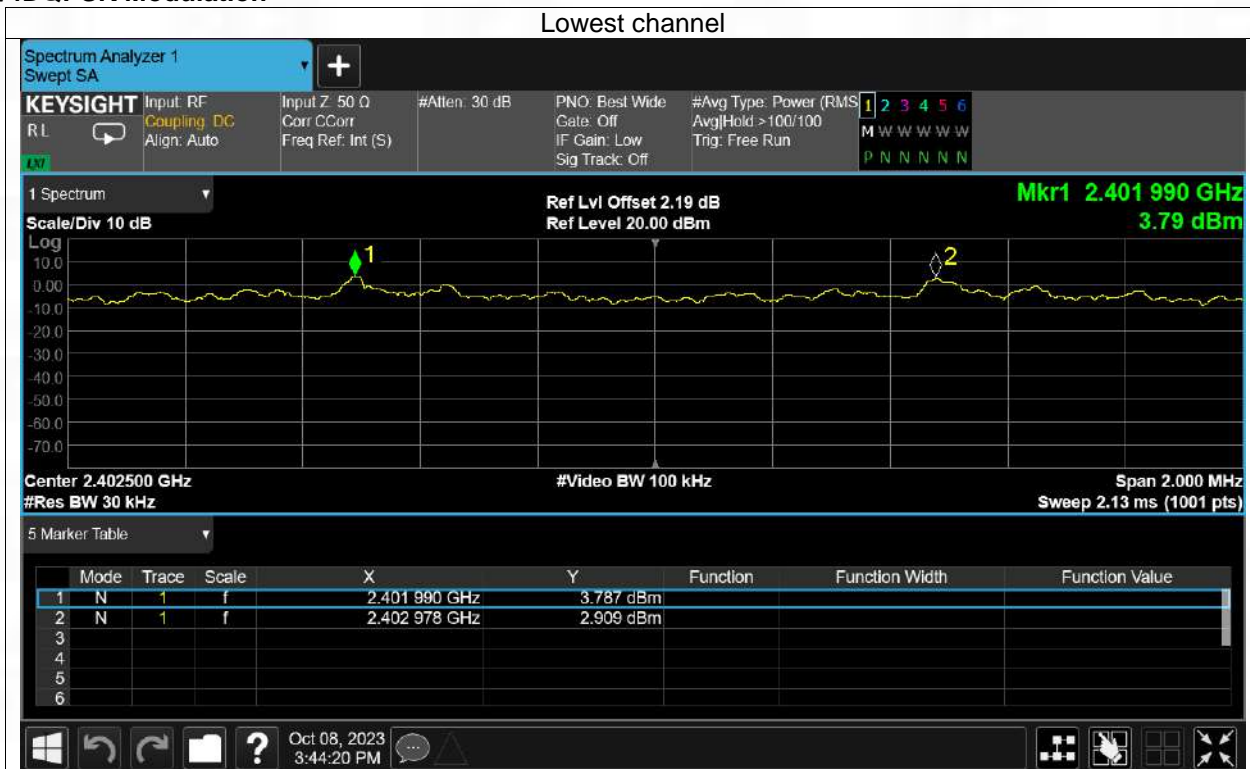 Lowest channel
Spectrum Analyzer 1
Swept SA
+
KEYSIGHT
RL
LXI
Input: RF
Coupling: DC
Align: Auto
Input Z: 50 Ω
Corr CCorr
Freq Ref: Int (S)
#Atten: 30 dB
PNO: Best Wide
Gate: Off
IF Gain: Low
Sig Track: Off
#Avg Type: Power (RMS
Avg|Hold >100/100
Trig: Free Run
1 2 3 4 5 6
M W W W W W
P N N N N N
1 Spectrum
Scale/Div 10 dB
Ref Lvl Offset 2.19 dB
Ref Level 20.00 dBm
Mkr1 2.401 990 GHz
3.79 dBm
Log
10.0
0.00
-10.0
-20.0
-30.0
-40.0
-50.0
-60.0
-70.0
1
2
Center 2.402500 GHz
#Res BW 30 kHz
#Video BW 100 kHz
Span 2.000 MHz
Sweep 2.13 ms (1001 pts)
5 Marker Table
Mode Trace Scale X Y Function Function Width Function Value
1 N 1 f 2.401 990 GHz 3.787 dBm
2 N 1 f 2.402 978 GHz 2.909 dBm
3
4
5
6
?
Oct 08, 2023
3:44:20 PM